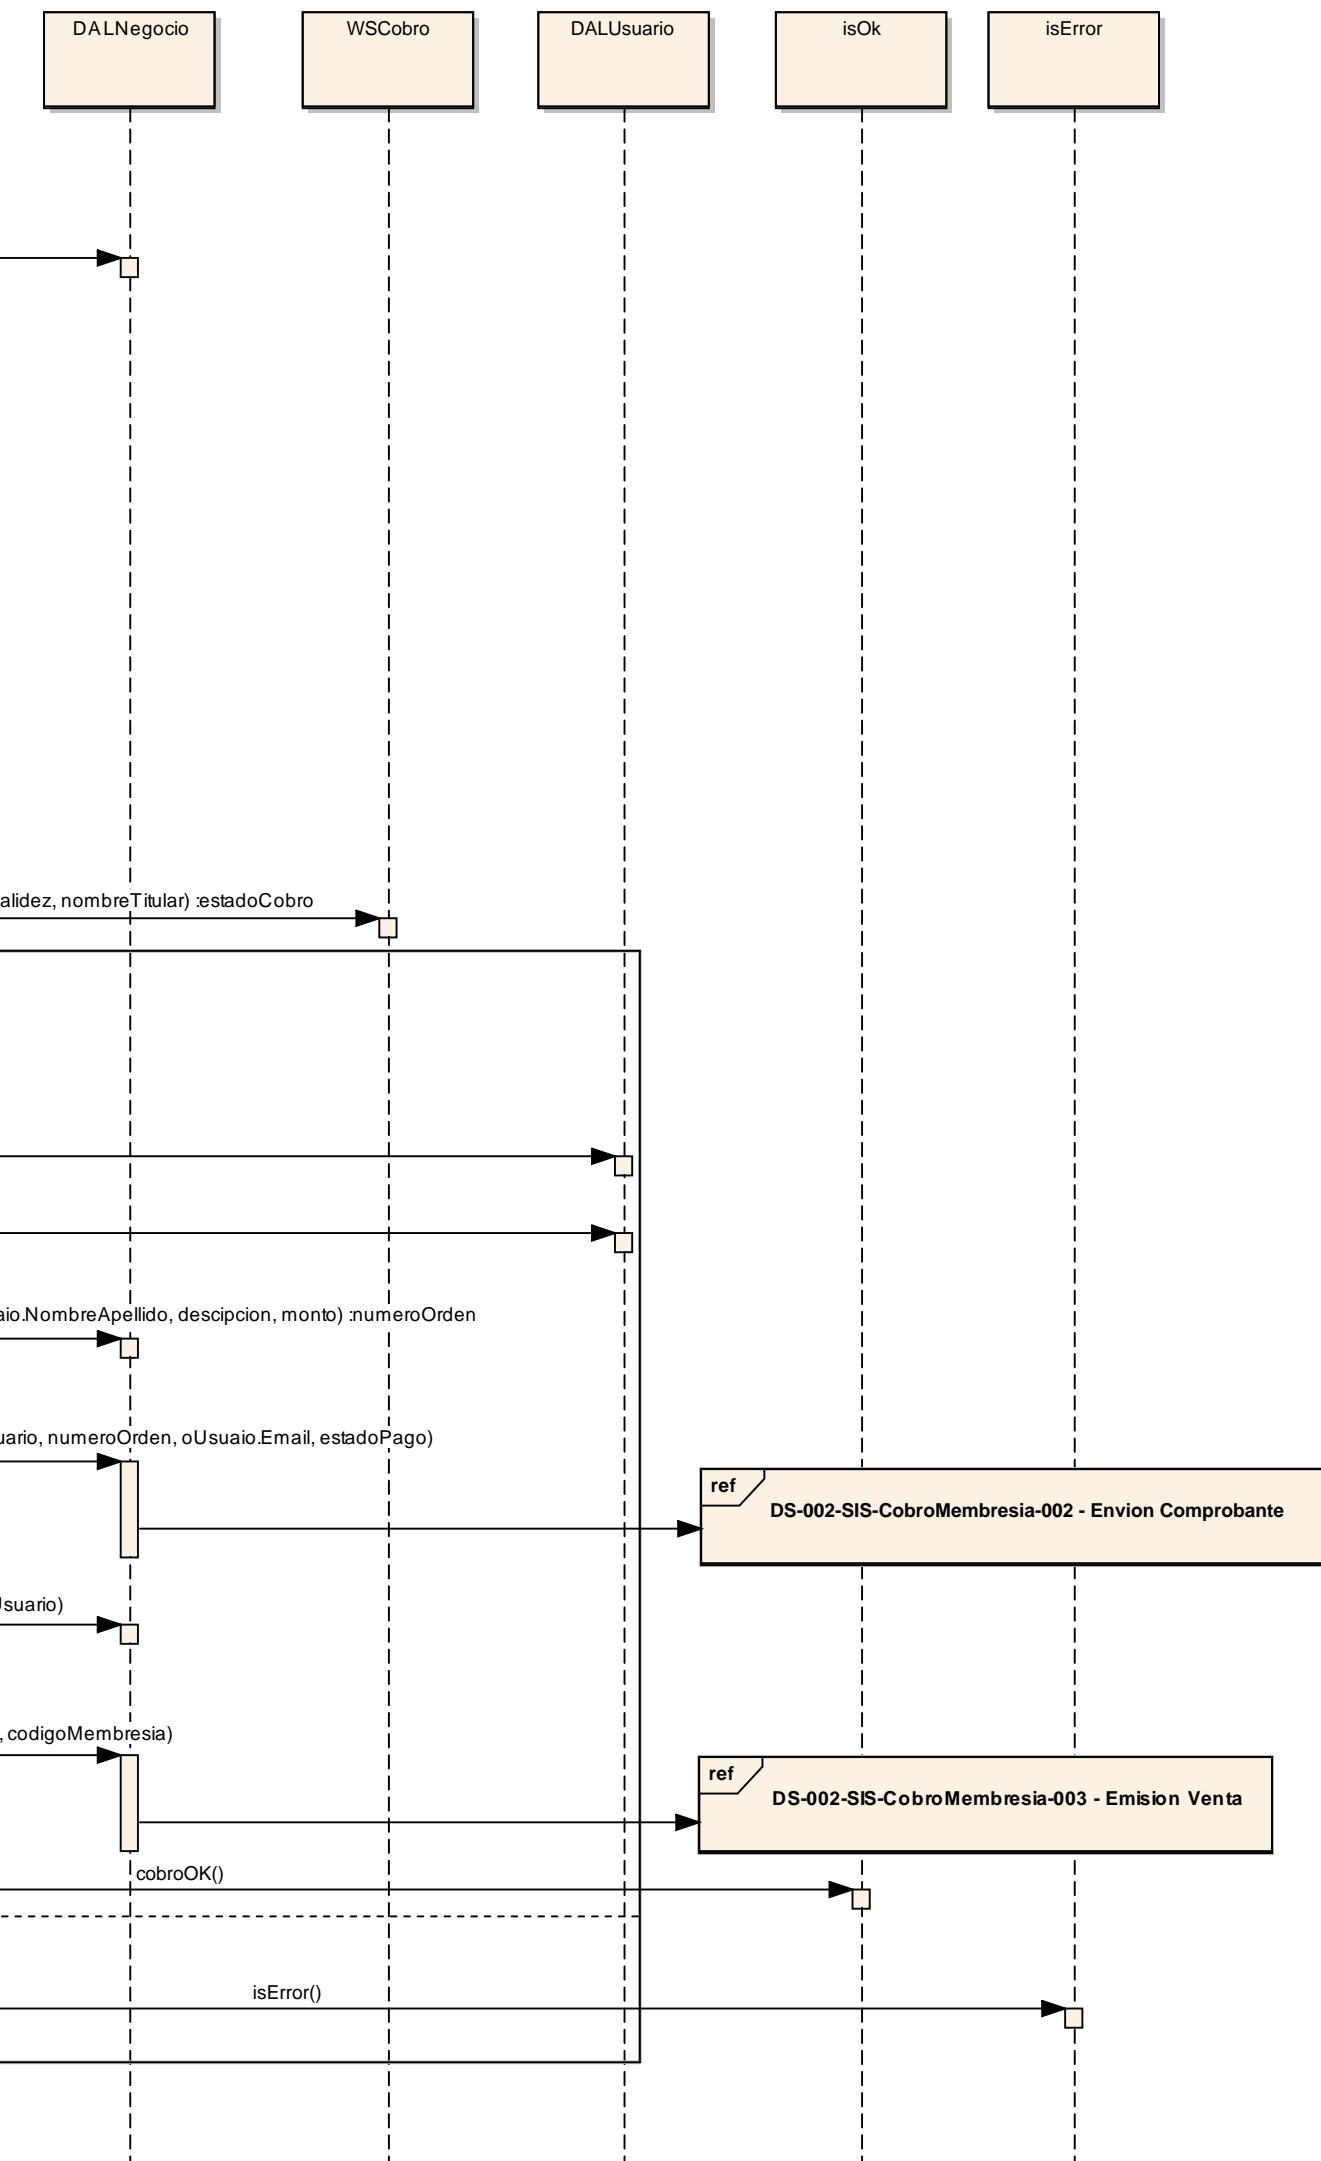 DALNegocio
WSCobro
DALUsuario
isOk
isError
alidez, nombreTitular) :estadoCobro
aio.NombreApellido, descipcion, monto) :numeroOrden
uario, numeroOrden, oUsuaio.Email, estadoPago)
ref
DS-002-SIS-CobroMembresia-002 - Envion Comprobante
Usuario)
, codigoMembresia)
ref
DS-002-SIS-CobroMembresia-003 - Emision Venta
cobroOK()
isError()